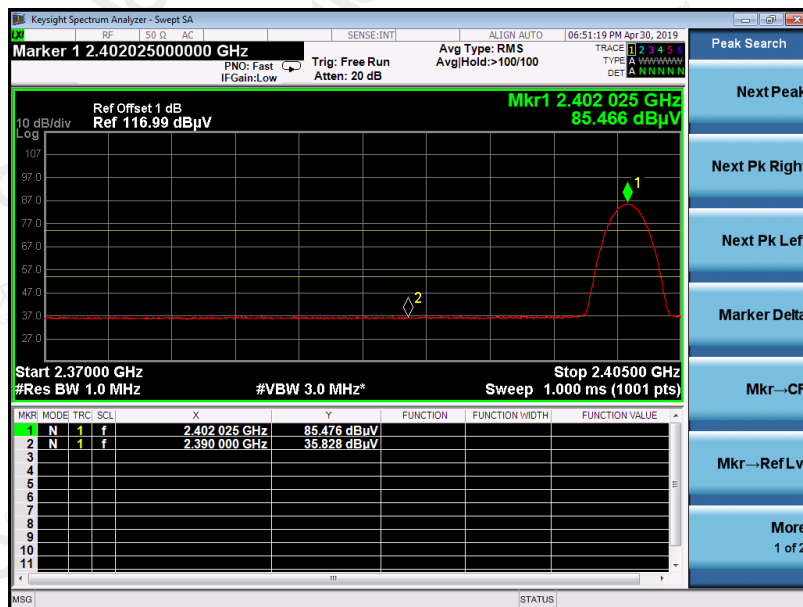 Keysight Spectrum Analyzer - Swept SA
LXI RF 50 Ω AC SENSE:INT ALIGN AUTO 06:51:19 PM Apr 30, 2019
Marker 1 2.402025000000 GHz
PNO: Fast
IFGain:Low
Trig: Free Run
Atten: 20 dB
Avg Type: RMS
Avg|Hold:>100/100
TRACE 1 2 3 4 5 6
TYPE A WWWWW
DET A N N N N N
Peak Search
Next Peak
Next Pk Right
Next Pk Left
Marker Delta
Mkr→CF
Mkr→Ref Lv
More
1 of 2
Mkr1 2.402 025 GHz
85.466 dBµV
Ref Offset 1 dB
10 dB/div Ref 116.99 dBµV
Log
107
97.0
87.0
77.0
67.0
57.0
47.0
37.0
27.0
1
2
Start 2.37000 GHz Stop 2.40500 GHz
#Res BW 1.0 MHz #VBW 3.0 MHz* Sweep 1.000 ms (1001 pts)
MKR MODE TRC SCL X Y FUNCTION FUNCTION WIDTH FUNCTION VALUE
1 N 1 f 2.402 025 GHz 85.476 dBµV
2 N 1 f 2.390 000 GHz 35.828 dBµV
3
4
5
6
7
8
9
10
11
MSG STATUS